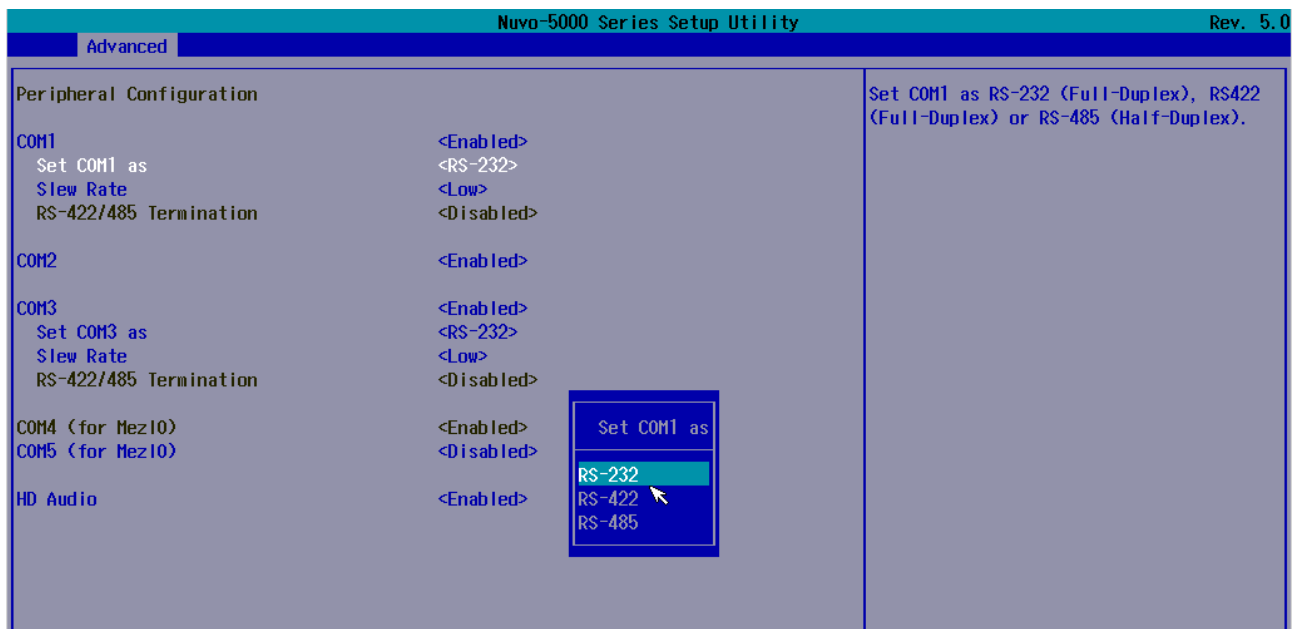 Nuvo-5000 Series Setup Utility Rev. 5.0
Advanced
Peripheral Configuration
COM1 <Enabled>
Set COM1 as <RS-232>
Slew Rate <Low>
RS-422/485 Termination <Disabled>
COM2 <Enabled>
COM3 <Enabled>
Set COM3 as <RS-232>
Slew Rate <Low>
RS-422/485 Termination <Disabled>
COM4 (for MezIO) <Enabled>
COM5 (for MezIO) <Disabled>
HD Audio <Enabled>
Set COM1 as
RS-232
RS-422
RS-485
Set COM1 as RS-232 (Full-Duplex), RS422
(Full-Duplex) or RS-485 (Half-Duplex).